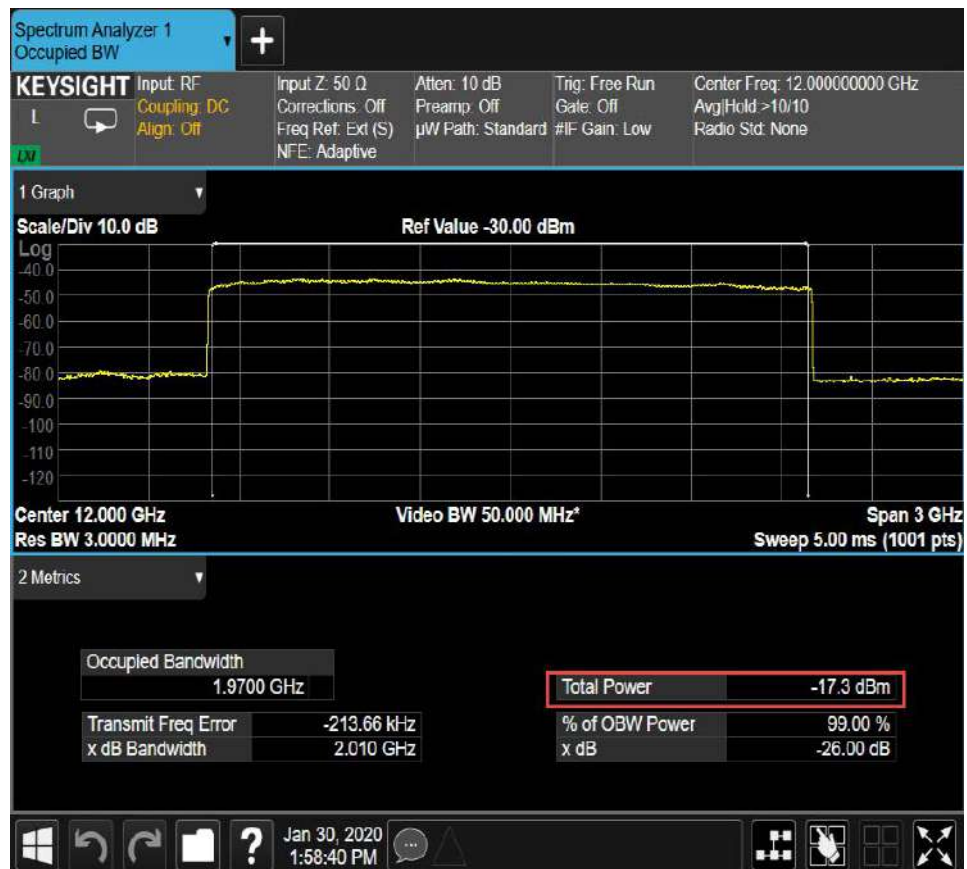 Spectrum Analyzer 1
Occupied BW
+
KEYSIGHT
L
LXI
Input: RF
Coupling: DC
Align: Off
Input Z: 50 Ω
Corrections: Off
Freq Ref: Ext (S)
NFE: Adaptive
Atten: 10 dB
Preamp: Off
µW Path: Standard
Trig: Free Run
Gate: Off
#IF Gain: Low
Center Freq: 12.000000000 GHz
Avg|Hold:>10/10
Radio Std: None
1 Graph
Scale/Div 10.0 dB
Ref Value -30.00 dBm
Log
-40.0
-50.0
-60.0
-70.0
-80.0
-90.0
-100
-110
-120
Center 12.000 GHz
Video BW 50.000 MHz*
Span 3 GHz
Res BW 3.0000 MHz
Sweep 5.00 ms (1001 pts)
2 Metrics
Occupied Bandwidth
1.9700 GHz
Total Power -17.3 dBm
Transmit Freq Error -213.66 kHz
% of OBW Power 99.00 %
x dB Bandwidth 2.010 GHz
x dB -26.00 dB
?
Jan 30, 2020
1:58:40 PM